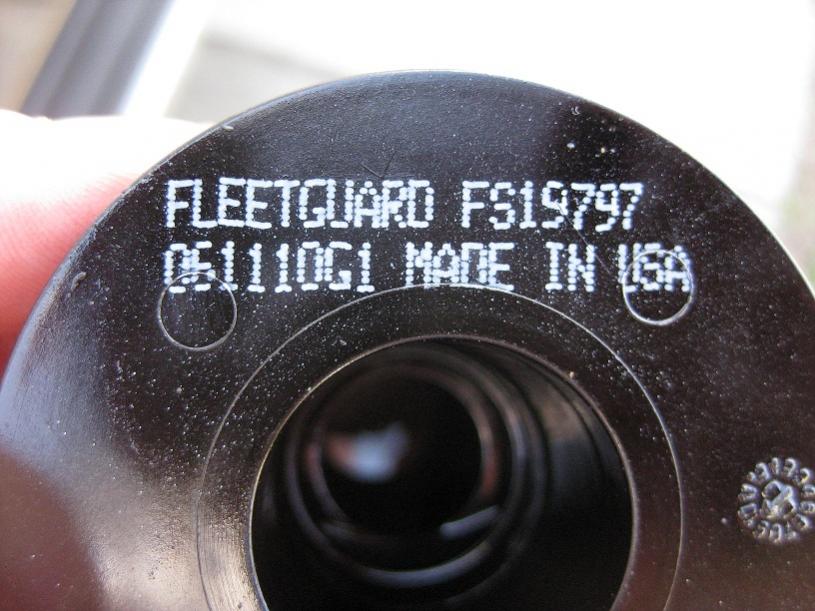 FLEETGUARD FS19797
051110G1 MADE IN USA